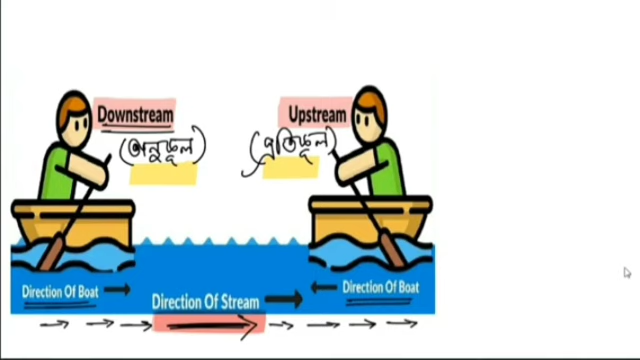 Downstream
(অনুকূল)
Upstream
(প্রতিকূল)
Direction Of Boat
Direction Of Stream
Direction Of Boat